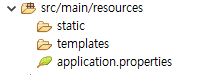 src/main/resources
static
templates
application.properties